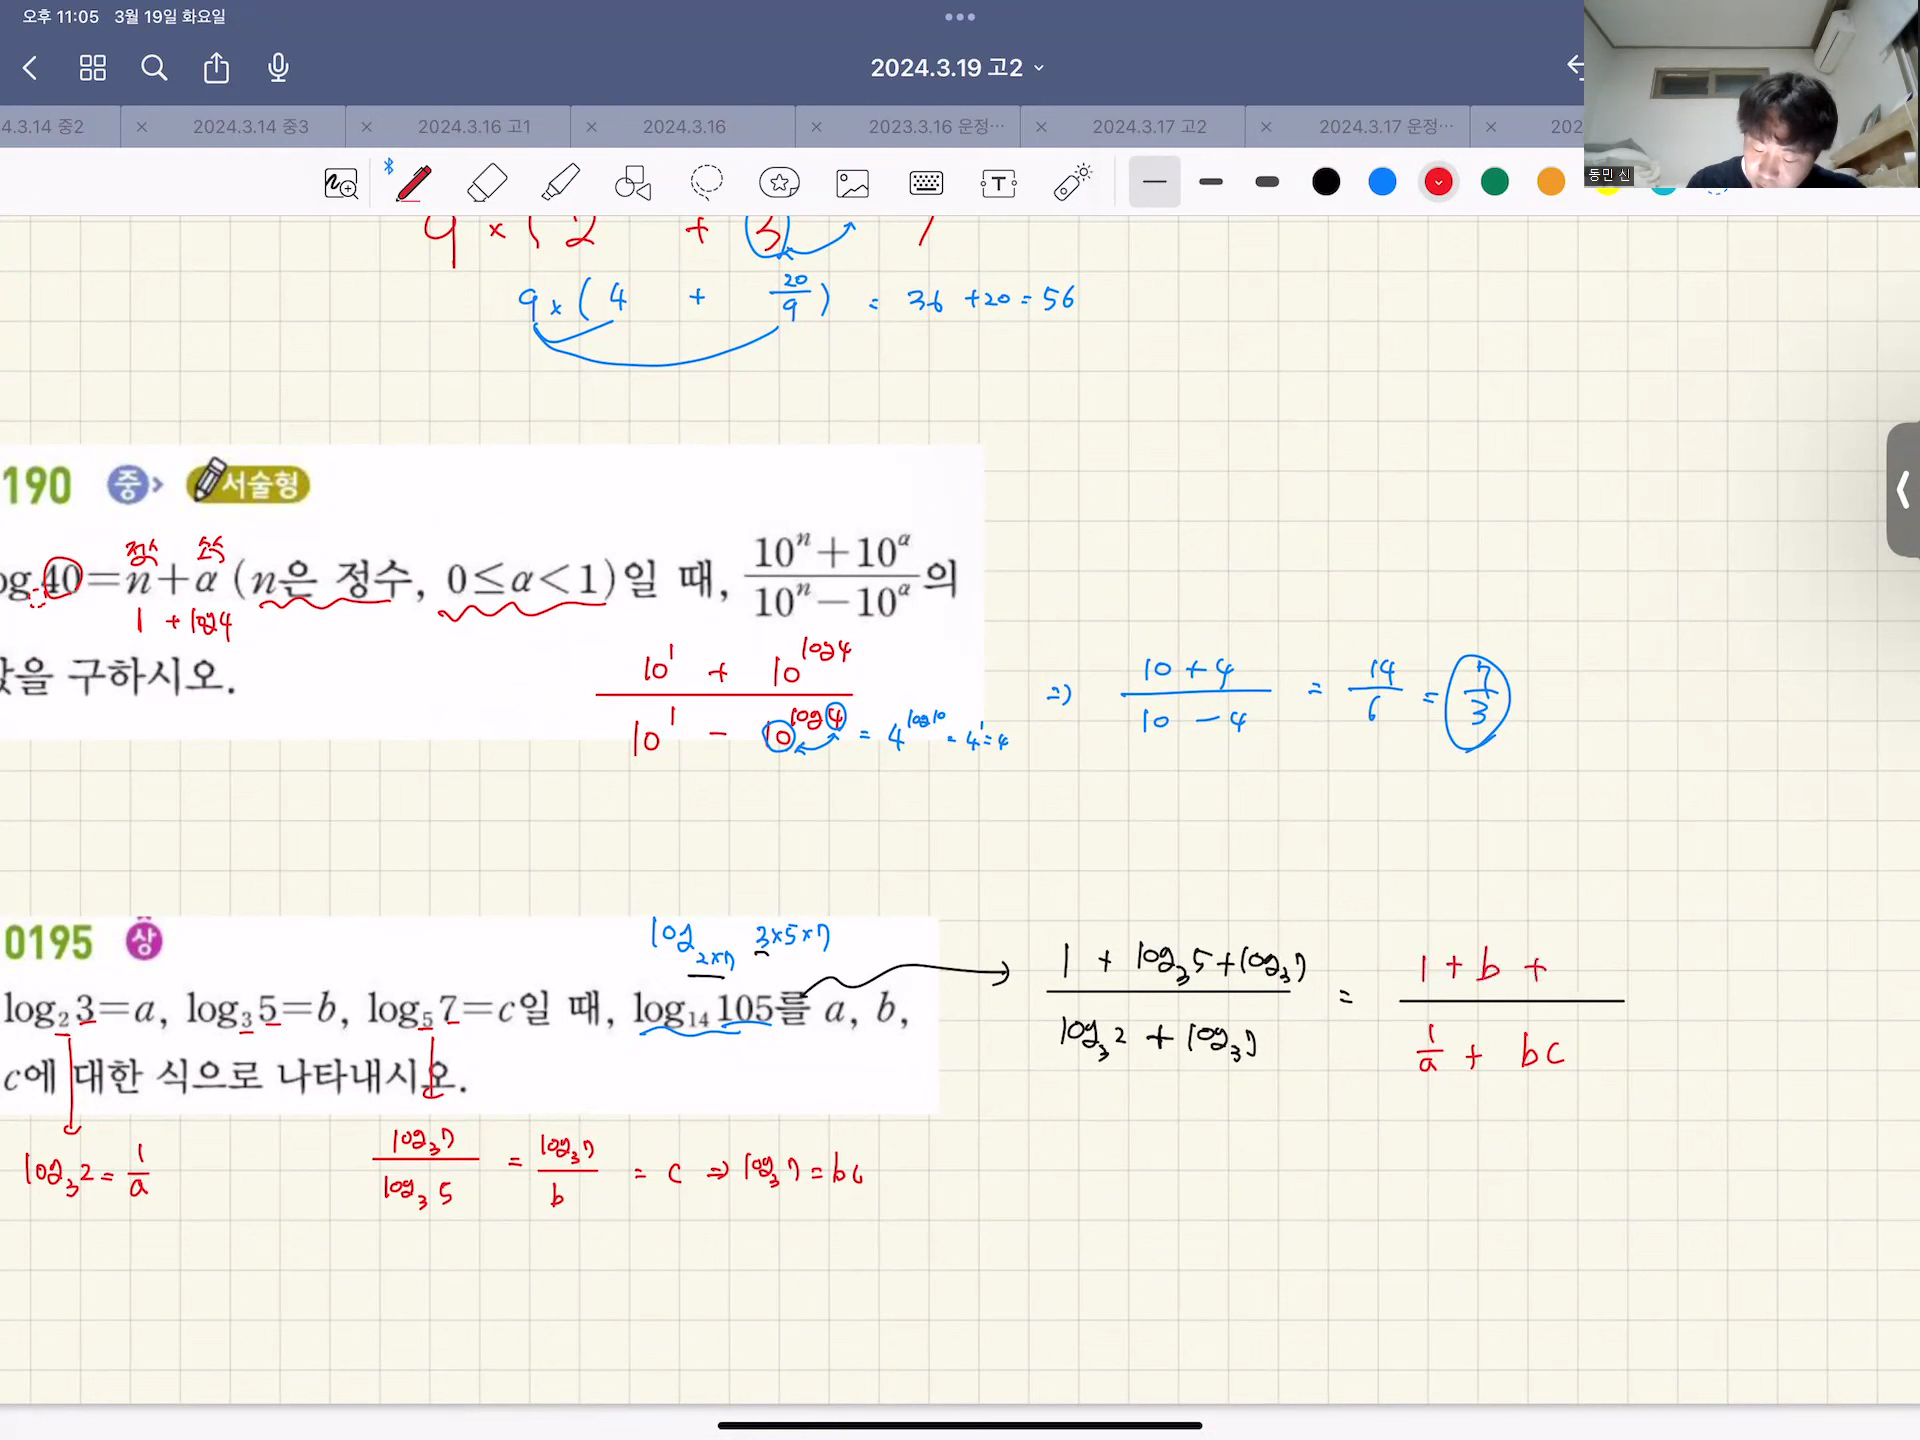 오후 11:05 3월 19일 화요일
2024.3.19 고2
4.3.14 중2
2024.3.14 중3
2024.3.16 고1
2024.3.16
2023.3.16 운정…
2024.3.17 고2
2024.3.17 운정…
202
동민 신
9×(4 + 20/9) = 36 +20 = 56
190 중 서술형
정수 소수
og 40=n+α (n은 정수, 0≤α<1)일 때, (10ⁿ+10^α)/(10ⁿ−10^α)의
1 + log4
값을 구하시오.
(10¹ + 10^log4)/(10¹ − 10^log4) = 4^log10 = 4¹ = 4
⇒ (10+4)/(10−4) = 14/6 = 7/3
0195 상
log₂ₓ₇ 3×5×7
log₂3=a, log₃5=b, log₅7=c일 때, log₁₄105를 a, b,
c에 대한 식으로 나타내시오.
(1 + log₃5+log₃7)/(log₃2 + log₃7) = (1+b+)/(1/a + bc)
log₃2 = 1/a
log₃7/log₃5 = log₃7/b = c ⇒ log₃7 = bc